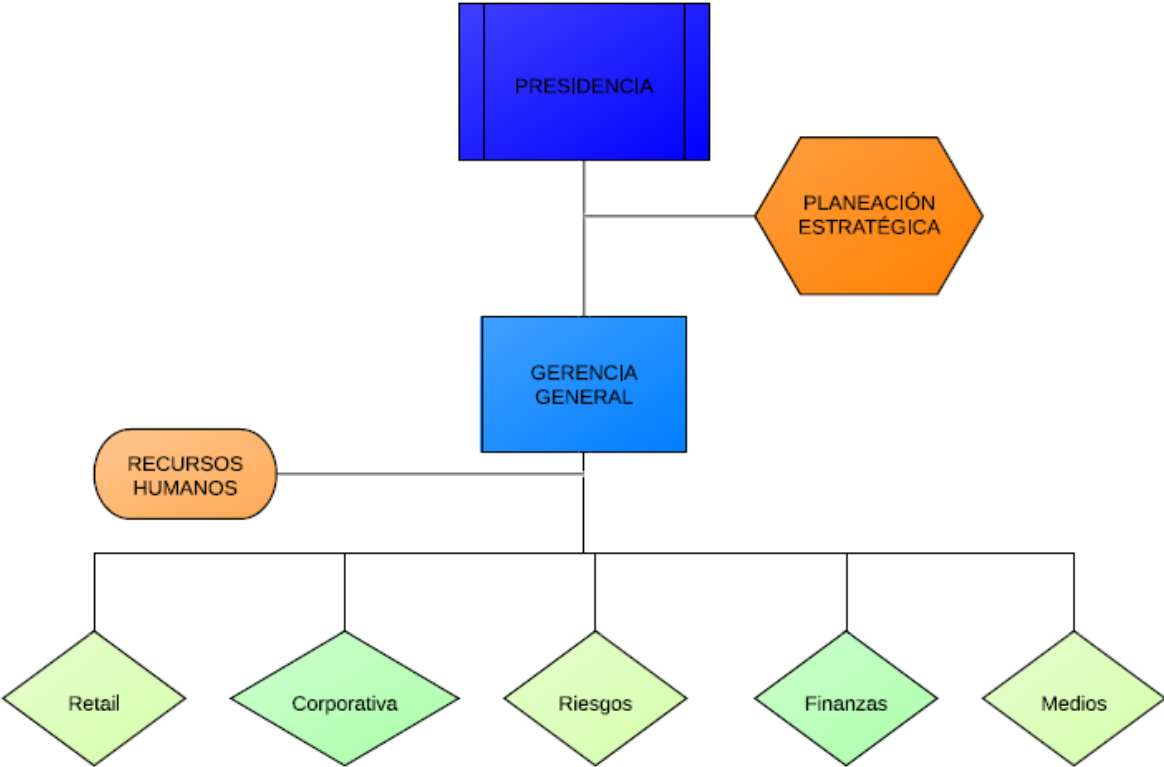 PRESIDENCIA
PLANEACIÓN
ESTRATÉGICA
GERENCIA
GENERAL
RECURSOS
HUMANOS
Retail
Corporativa
Riesgos
Finanzas
Medios